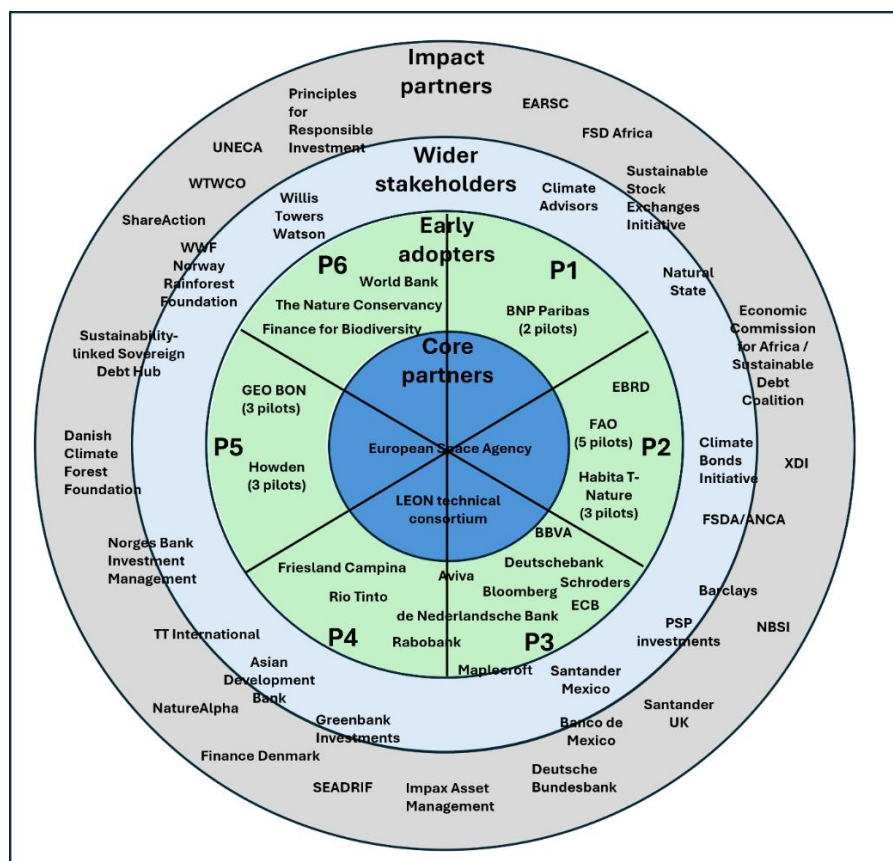 Impact
partners
Principles
for
Responsible
Investment
EARSC
FSD Africa
UNECA
WTWCO
ShareAction
Wider
stakeholders
Willis
Towers
Watson
Climate
Advisors
Sustainable
Stock
Exchanges
Initiative
WWF
Norway
Rainforest
Foundation
Natural
State
Early
adopters
P6
P1
World Bank
The Nature Conservancy
Finance for Biodiversity
BNP Paribas
(2 pilots)
Sustainability-
linked Sovereign
Debt Hub
Economic
Commission
for Africa /
Sustainable
Debt
Coalition
Core
partners
GEO BON
(3 pilots)
EBRD
FAO
(5 pilots)
P5
P2
Howden
(3 pilots)
Habita T-
Nature
(3 pilots)
European Space Agency
LEON technical
consortium
Danish
Climate
Forest
Foundation
Climate
Bonds
Initiative
XDI
FSDA/ANCA
Norges Bank
Investment
Management
BBVA
Deutschebank
Schroders
Friesland Campina
Aviva
Bloomberg
ECB
Rio Tinto
de Nederlandsche Bank
Rabobank
P4
P3
Barclays
PSP
investments
NBSI
TT International
Asian
Development
Bank
Maplecroft
Santander
Mexico
NatureAlpha
Greenbank
Investments
Banco de
Mexico
Santander
UK
Finance Denmark
SEADRIF
Impax Asset
Management
Deutsche
Bundesbank